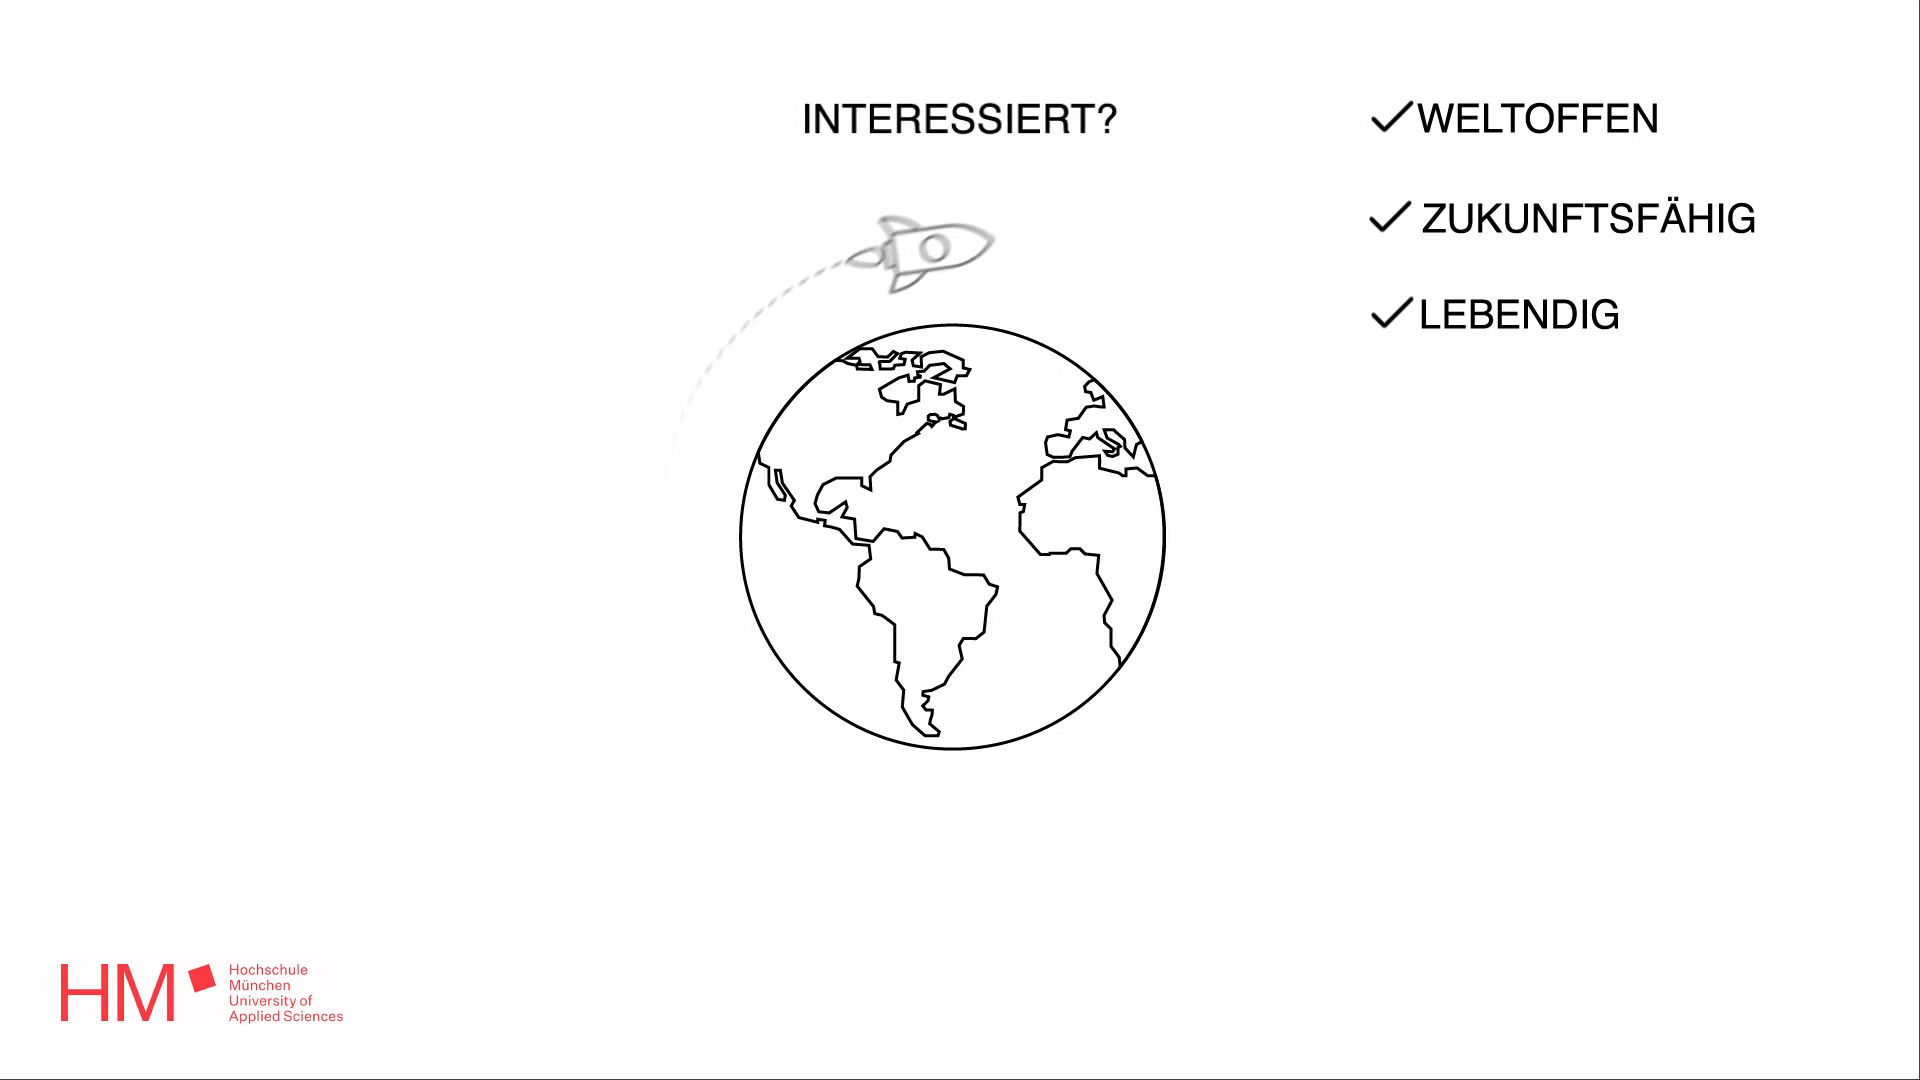 INTERESSIERT?
WELTOFFEN
ZUKUNFTSFÄHIG
LEBENDIG
HM
Hochschule
München
University of
Applied Sciences